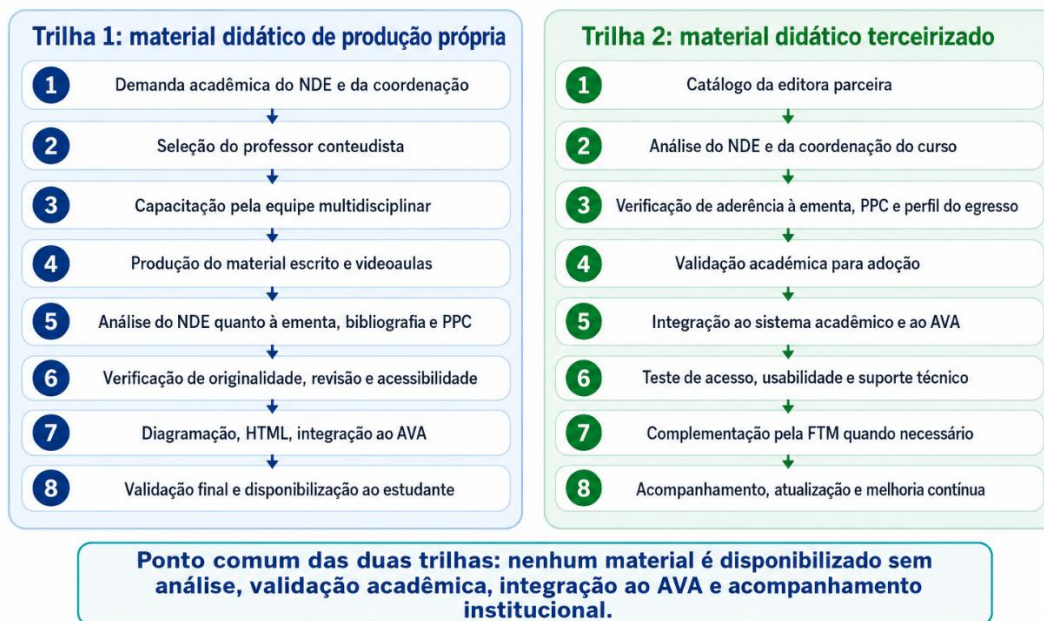 Trilha 1: material didático de produção própria
1 Demanda acadêmica do NDE e da coordenação
2 Seleção do professor conteudista
3 Capacitação pela equipe multidisciplinar
4 Produção do material escrito e videoaulas
5 Análise do NDE quanto à ementa, bibliografia e PPC
6 Verificação de originalidade, revisão e acessibilidade
7 Diagramação, HTML, integração ao AVA
8 Validação final e disponibilização ao estudante
Trilha 2: material didático terceirizado
1 Catálogo da editora parceira
2 Análise do NDE e da coordenação do curso
3 Verificação de aderência à ementa, PPC e perfil do egresso
4 Validação académica para adoção
5 Integração ao sistema acadêmico e ao AVA
6 Teste de acesso, usabilidade e suporte técnico
7 Complementação pela FTM quando necessário
8 Acompanhamento, atualização e melhoria contínua
Ponto comum das duas trilhas: nenhum material é disponibilizado sem
análise, validação acadêmica, integração ao AVA e acompanhamento
institucional.